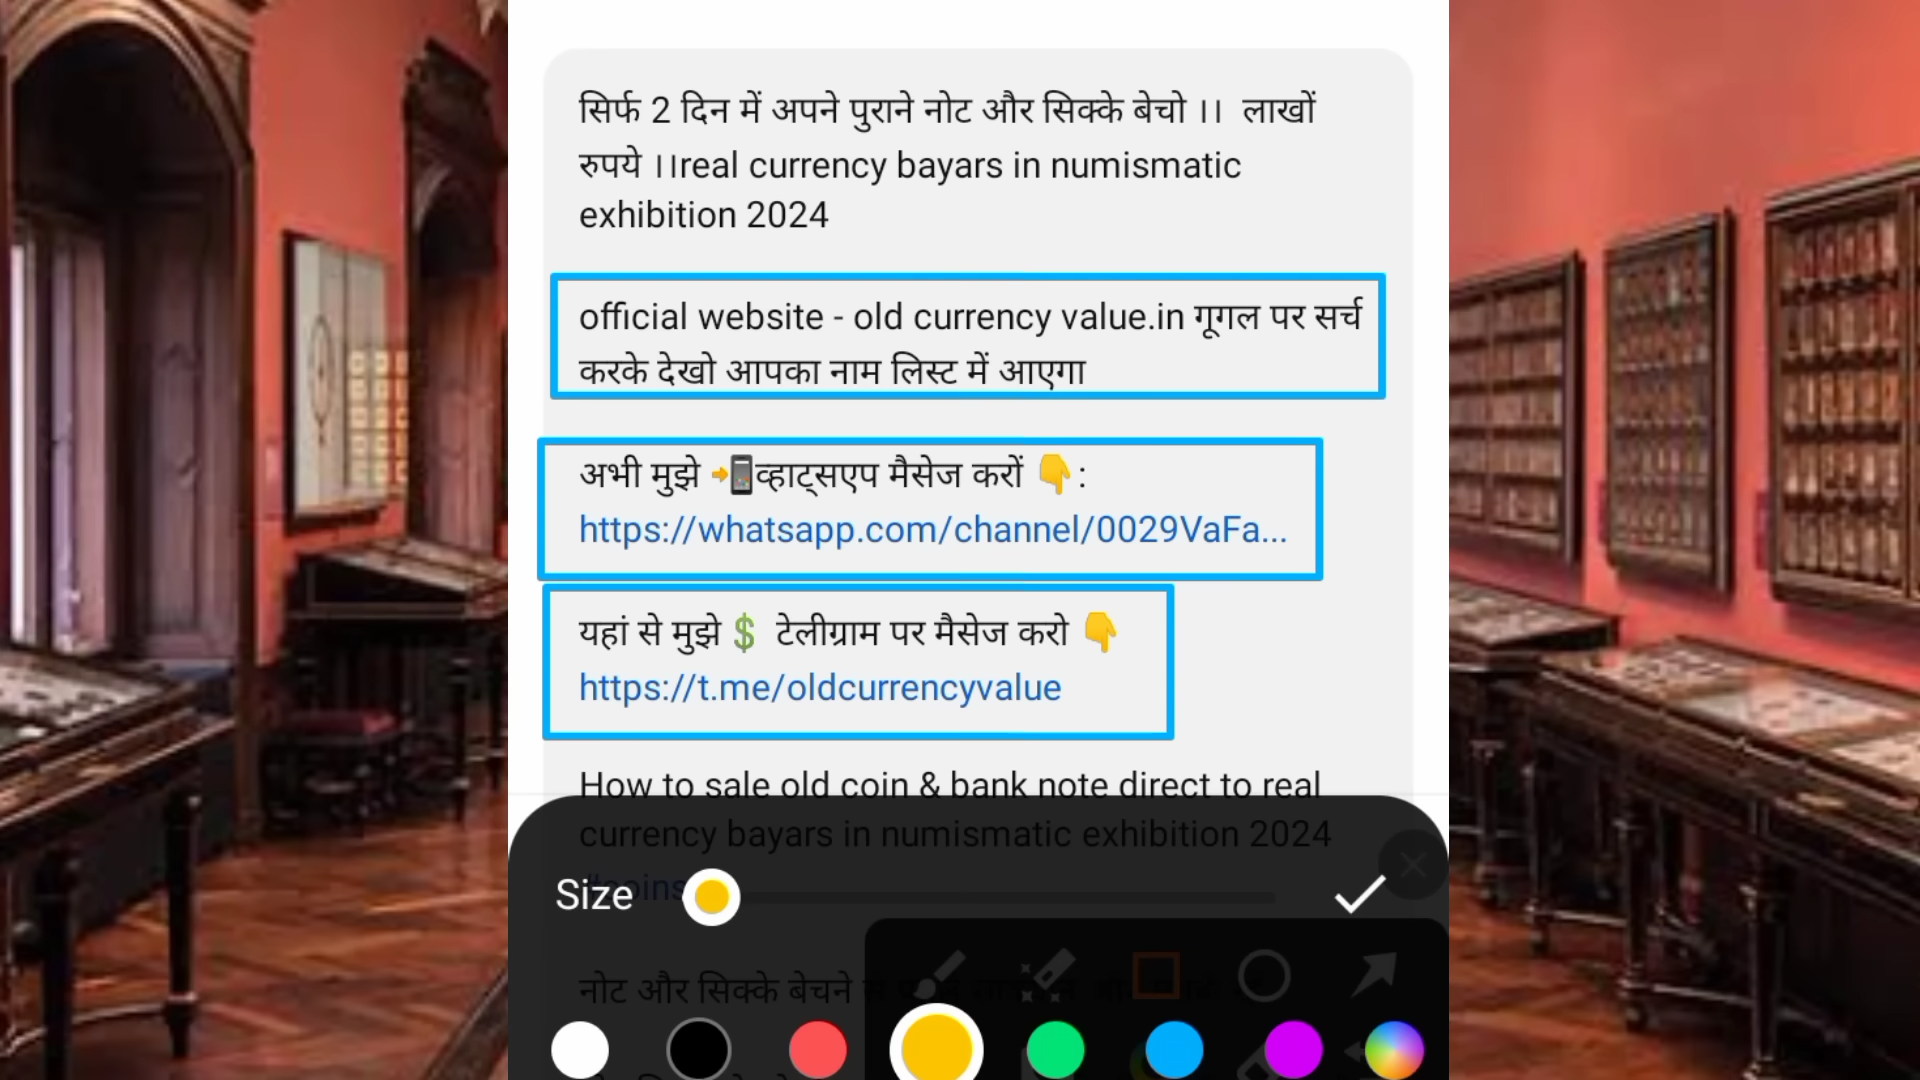 सिर्फ 2 दिन में अपने पुराने नोट और सिक्के बेचो ।। लाखों
रुपये ।।real currency bayars in numismatic
exhibition 2024
official website - old currency value.in गूगल पर सर्च
करके देखो आपका नाम लिस्ट में आएगा
अभी मुझे 📲व्हाट्सएप मैसेज करों 👇:
https://whatsapp.com/channel/0029VaFa...
यहां से मुझे 💲 टेलीग्राम पर मैसेज करो 👇
https://t.me/oldcurrencyvalue
How to sale old coin & bank note direct to real
currency bayars in numismatic exhibition 2024
Size
नोट और सिक्के बेचने